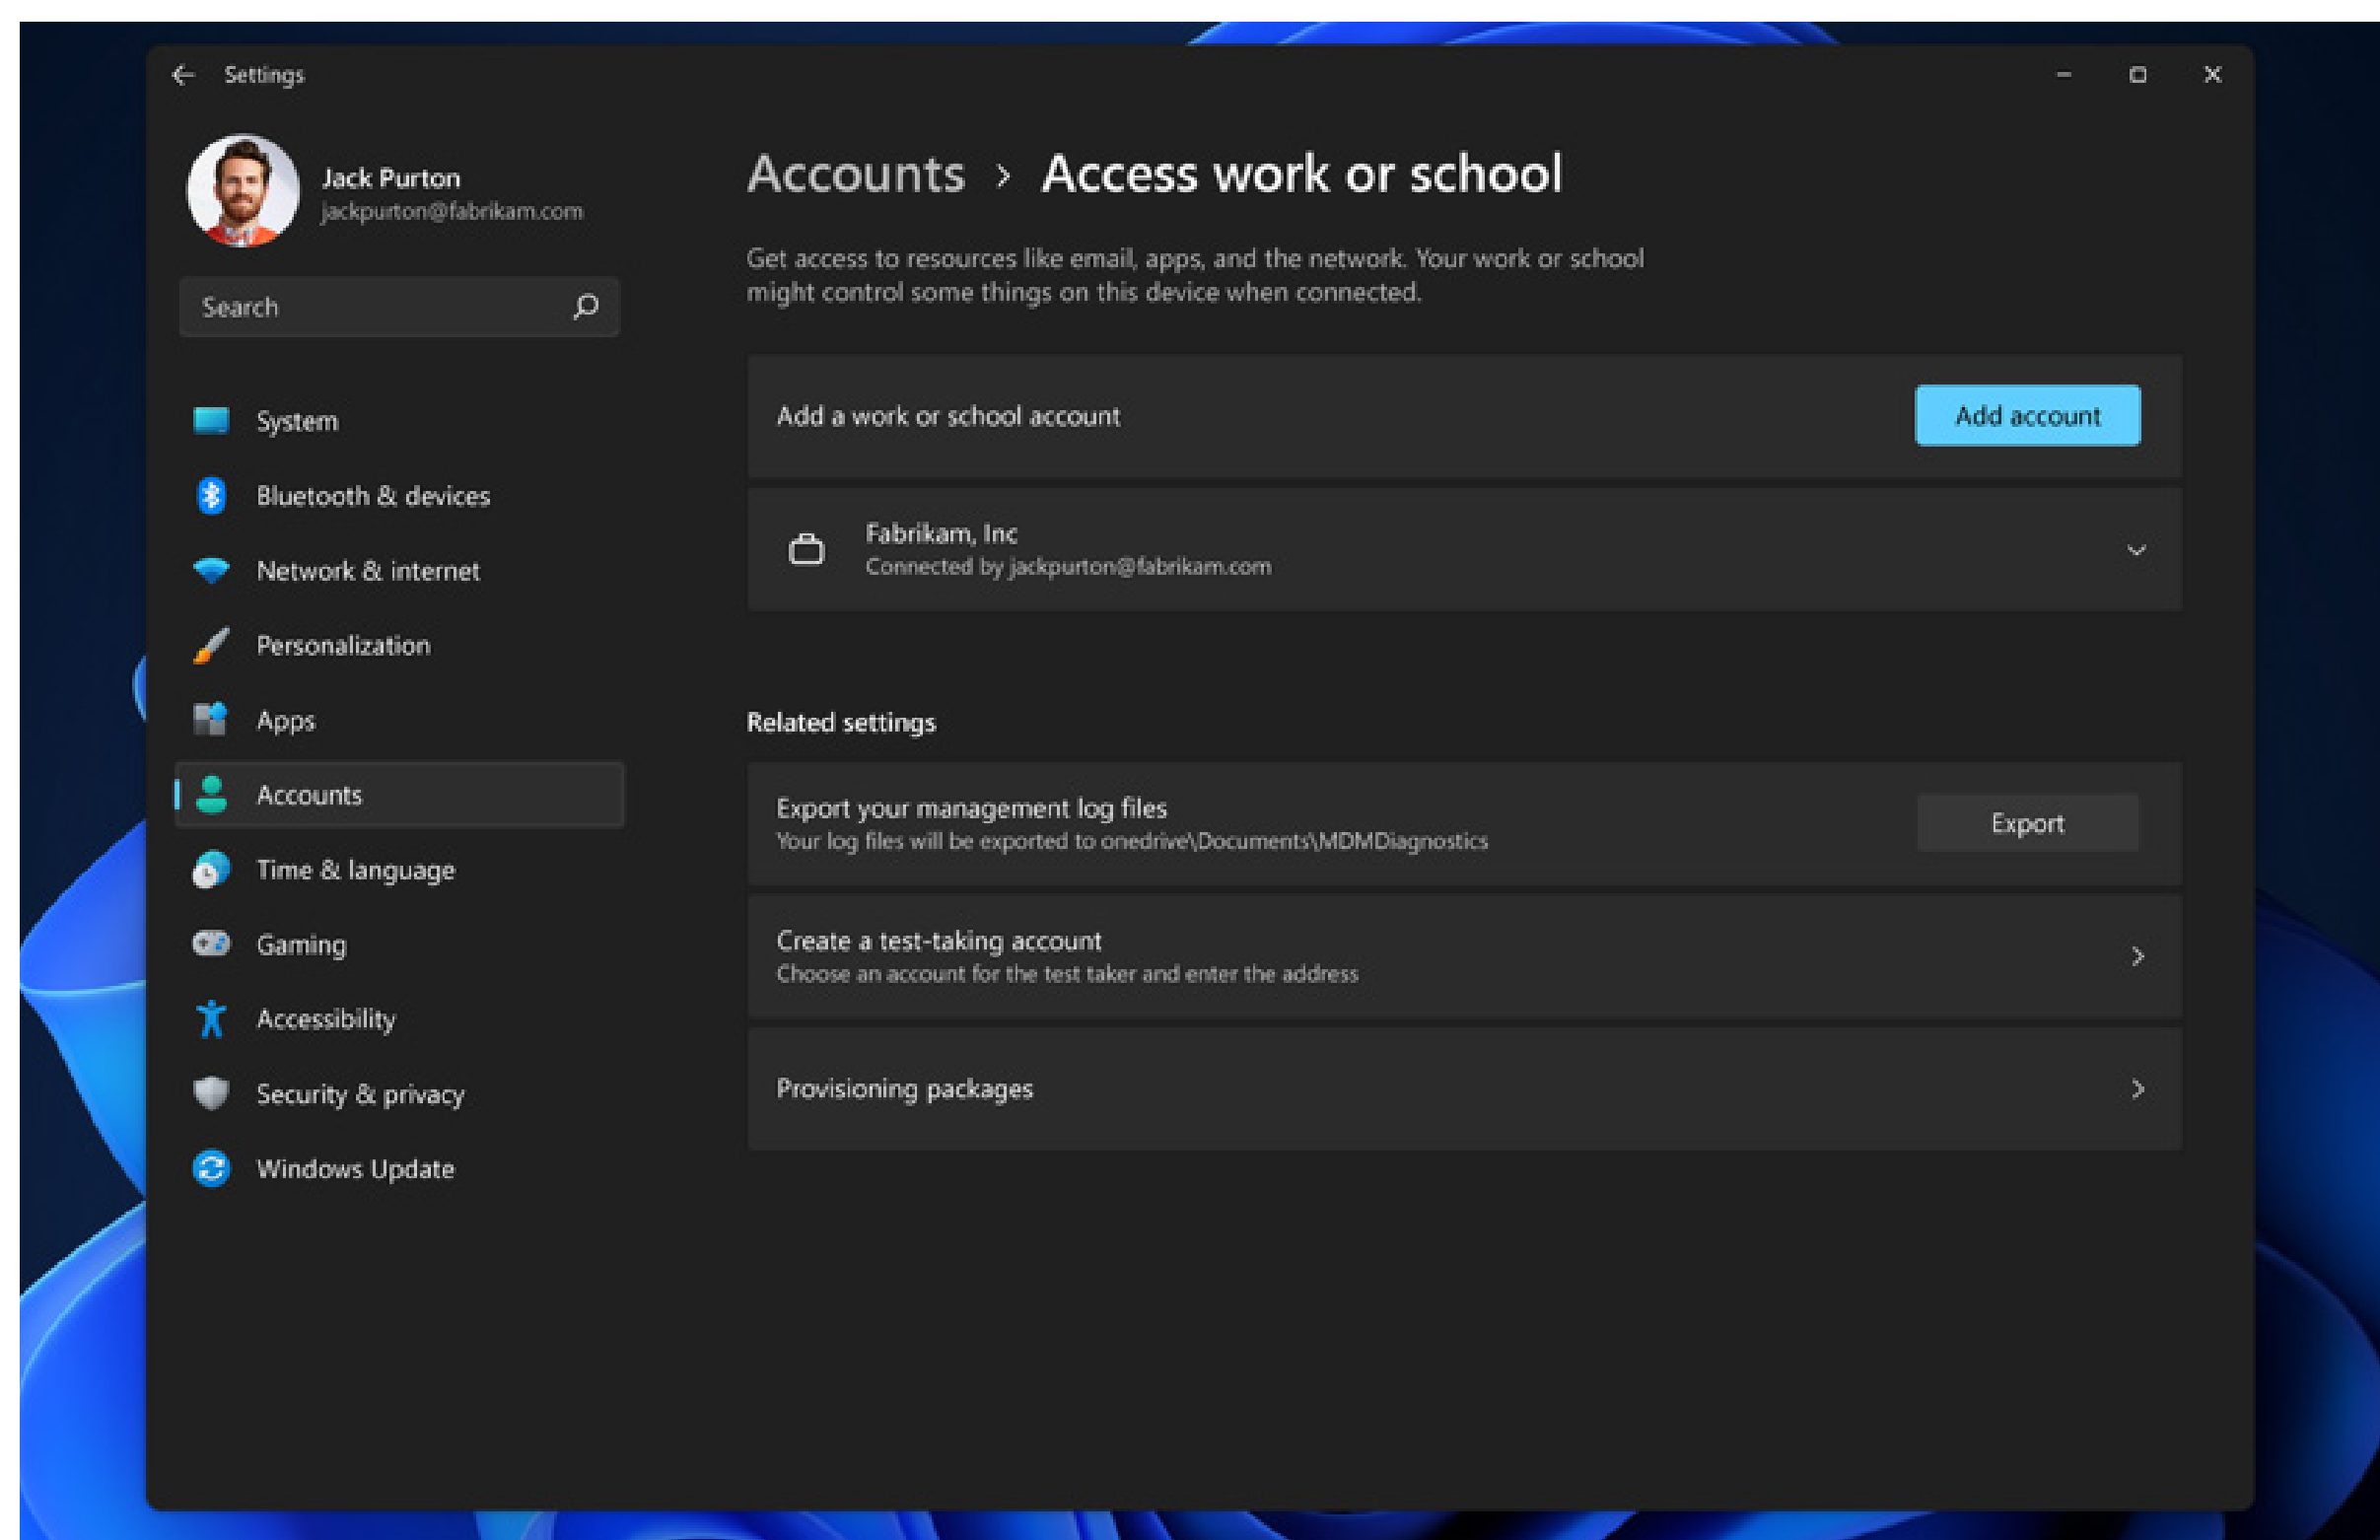 Settings
Jack Purton
jackpurton@fabrikam.com
Search
System
Bluetooth & devices
Network & internet
Personalization
Apps
Accounts
Time & language
Gaming
Accessibility
Security & privacy
Windows Update
Accounts > Access work or school
Get access to resources like email, apps, and the network. Your work or school
might control some things on this device when connected.
Add a work or school account
Add account
Fabrikam, Inc
Connected by jackpurton@fabrikam.com
Related settings
Export your management log files
Your log files will be exported to onedrive\Documents\MDMDiagnostics
Export
Create a test-taking account
Choose an account for the test taker and enter the address
Provisioning packages